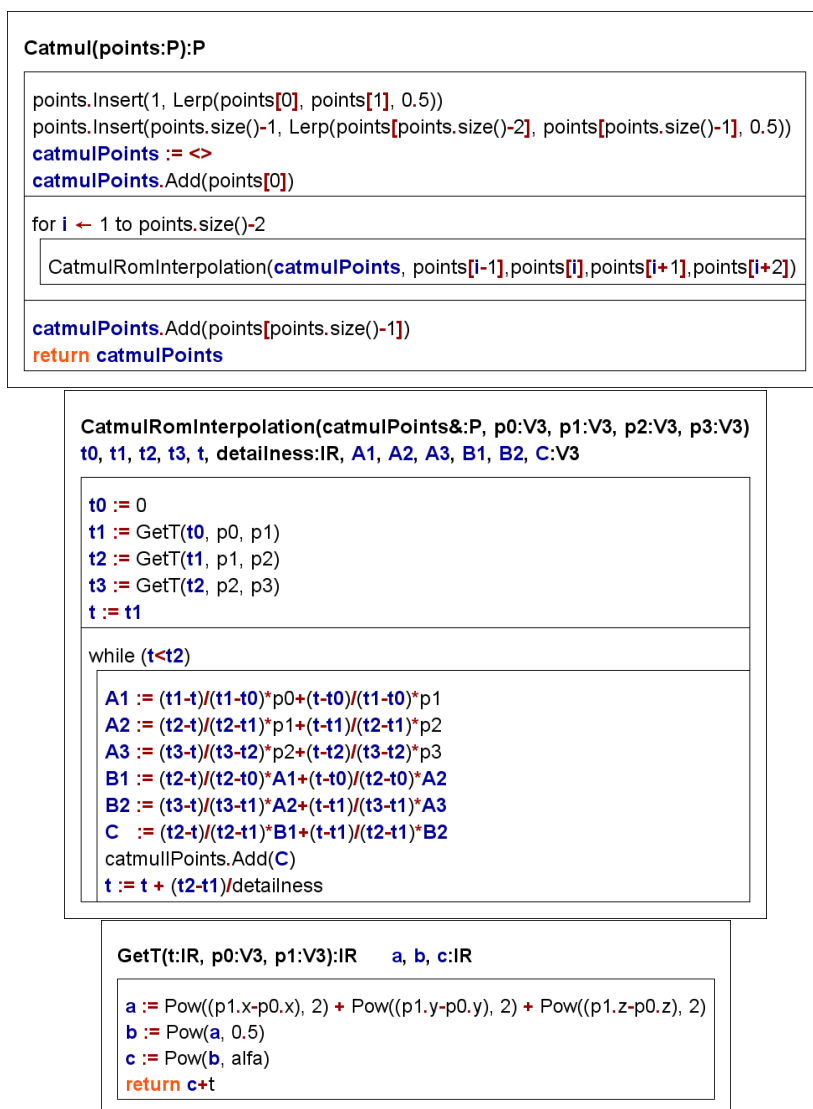 Catmul(points:P):P
points.Insert(1, Lerp(points[0], points[1], 0.5))
points.Insert(points.size()-1, Lerp(points[points.size()-2], points[points.size()-1], 0.5))
catmulPoints := <>
catmulPoints.Add(points[0])
for i ← 1 to points.size()-2
CatmulRomInterpolation(catmulPoints, points[i-1],points[i],points[i+1],points[i+2])
catmulPoints.Add(points[points.size()-1])
return catmulPoints
CatmulRomInterpolation(catmulPoints&:P, p0:V3, p1:V3, p2:V3, p3:V3)
t0, t1, t2, t3, t, detailness:IR, A1, A2, A3, B1, B2, C:V3
t0 := 0
t1 := GetT(t0, p0, p1)
t2 := GetT(t1, p1, p2)
t3 := GetT(t2, p2, p3)
t := t1
while (t<t2)
A1 := (t1-t)/(t1-t0)*p0+(t-t0)/(t1-t0)*p1
A2 := (t2-t)/(t2-t1)*p1+(t-t1)/(t2-t1)*p2
A3 := (t3-t)/(t3-t2)*p2+(t-t2)/(t3-t2)*p3
B1 := (t2-t)/(t2-t0)*A1+(t-t0)/(t2-t0)*A2
B2 := (t3-t)/(t3-t1)*A2+(t-t1)/(t3-t1)*A3
C := (t2-t)/(t2-t1)*B1+(t-t1)/(t2-t1)*B2
catmullPoints.Add(C)
t := t + (t2-t1)/detailness
GetT(t:IR, p0:V3, p1:V3):IR a, b, c:IR
a := Pow((p1.x-p0.x), 2) + Pow((p1.y-p0.y), 2) + Pow((p1.z-p0.z), 2)
b := Pow(a, 0.5)
c := Pow(b, alfa)
return c+t